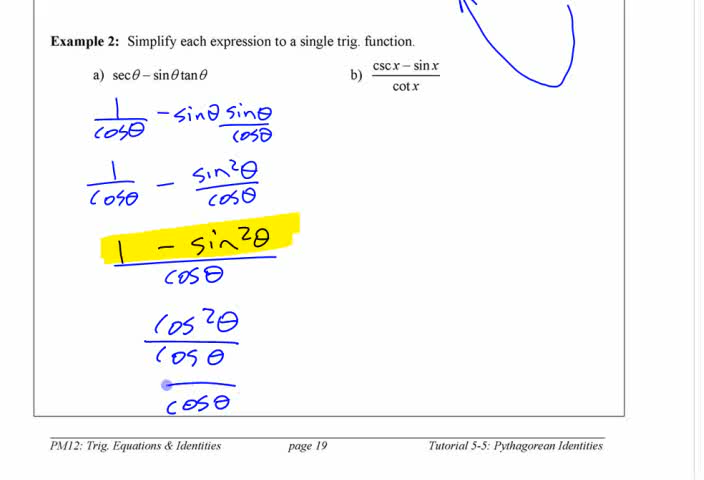 Example 2: Simplify each expression to a single trig. function.
a) secθ − sinθ tanθ
b) (csc x − sin x)/(cot x)
1/cosθ − sinθ sinθ/cosθ
1/cosθ − sin²θ/cosθ
1 − sin²θ
cosθ
cos²θ
cosθ
cosθ
PM12: Trig. Equations & Identities page 19 Tutorial 5-5: Pythagorean Identities